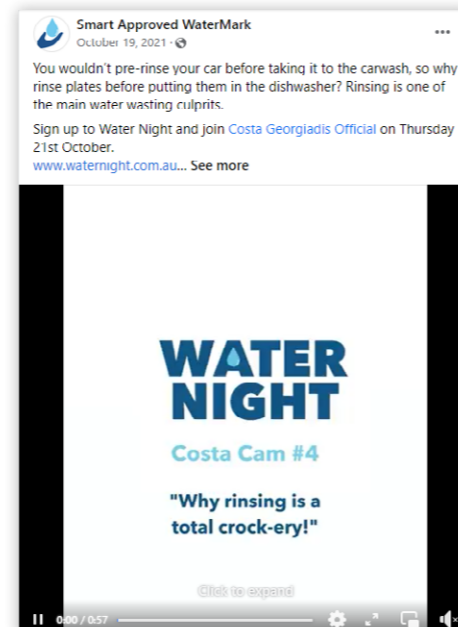 Smart Approved WaterMark
October 19, 2021 ·
You wouldn't pre-rinse your car before taking it to the carwash, so why
rinse plates before putting them in the dishwasher? Rinsing is one of
the main water wasting culprits.
Sign up to Water Night and join Costa Georgiadis Official on Thursday
21st October.
www.waternight.com.au... See more
WATER
NIGHT
Costa Cam #4
"Why rinsing is a
total crock-ery!"
Click to expand
0:00 / 0:57